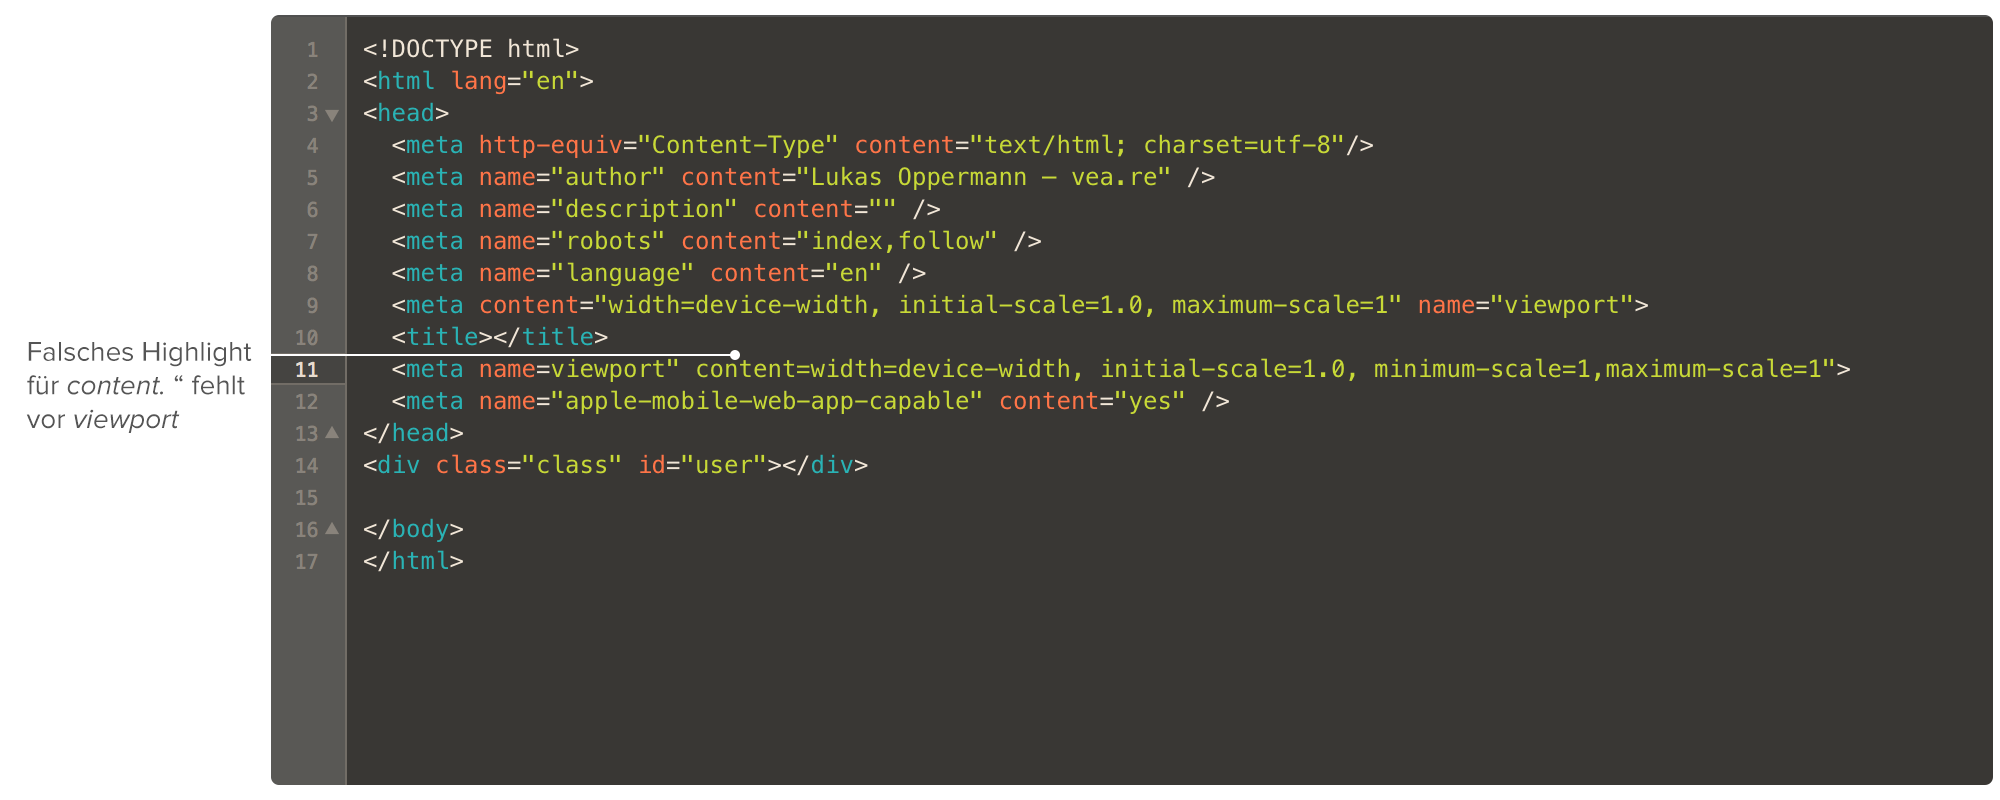 Falsches Highlight
für content. “ fehlt
vor viewport
1 <!DOCTYPE html>
2 <html lang="en">
3 <head>
4   <meta http-equiv="Content-Type" content="text/html; charset=utf-8"/>
5   <meta name="author" content="Lukas Oppermann — vea.re" />
6   <meta name="description" content="" />
7   <meta name="robots" content="index,follow" />
8   <meta name="language" content="en" />
9   <meta content="width=device-width, initial-scale=1.0, maximum-scale=1" name="viewport">
10   <title></title>
11   <meta name=viewport" content=width=device-width, initial-scale=1.0, minimum-scale=1,maximum-scale=1">
12   <meta name="apple-mobile-web-app-capable" content="yes" />
13 </head>
14 <div class="class" id="user"></div>
15
16 </body>
17 </html>